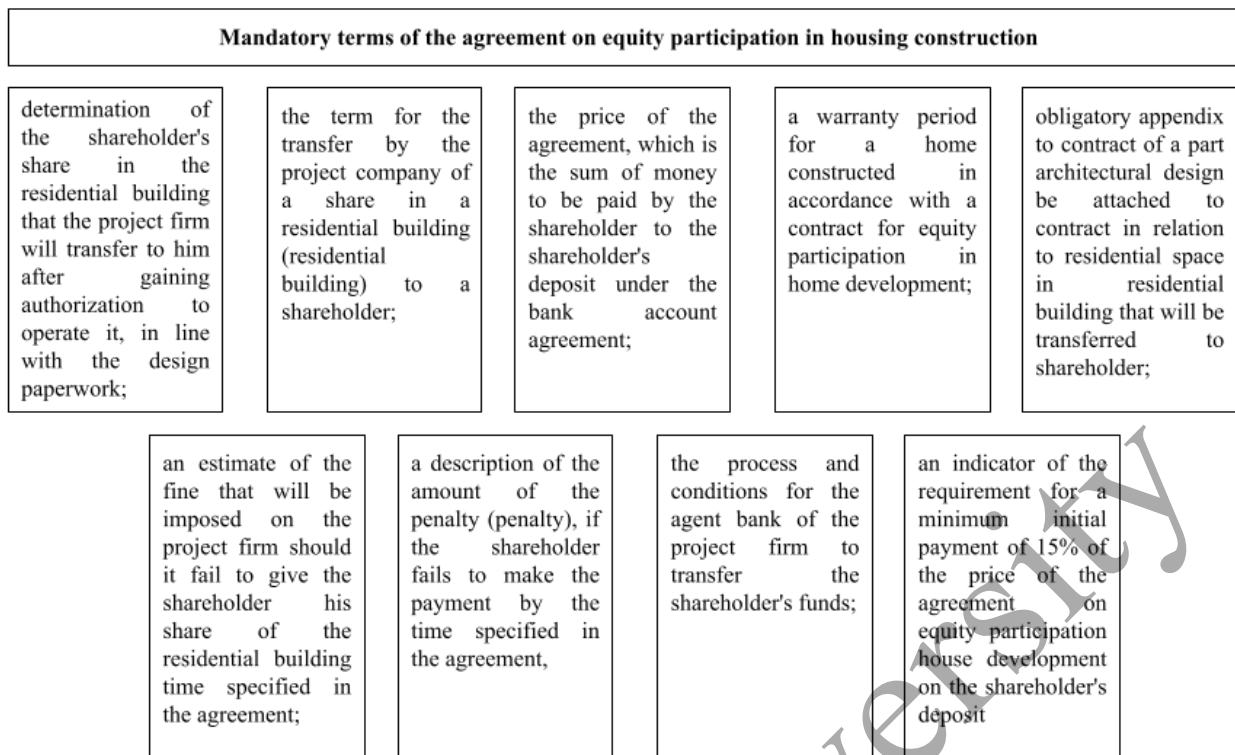 Mandatory terms of the agreement on equity participation in housing construction
determination of
the shareholder's
share in the
residential building
that the project firm
will transfer to him
after gaining
authorization to
operate it, in line
with the design
paperwork;
the term for the
transfer by the
project company of
a share in a
residential building
(residential
building) to a
shareholder;
the price of the
agreement, which is
the sum of money
to be paid by the
shareholder to the
shareholder's
deposit under the
bank account
agreement;
a warranty period
for a home
constructed in
accordance with a
contract for equity
participation in
home development;
obligatory appendix
to contract of a part
architectural design
be attached to
contract in relation
to residential space
in residential
building that will be
transferred to
shareholder;
an estimate of the
fine that will be
imposed on the
project firm should
it fail to give the
shareholder his
share of the
residential building
time specified in
the agreement;
a description of the
amount of the
penalty (penalty), if
the shareholder
fails to make the
payment by the
time specified in
the agreement,
the process and
conditions for the
agent bank of the
project firm to
transfer the
shareholder's funds;
an indicator of the
requirement for a
minimum initial
payment of 15% of
the price of the
agreement on
equity participation
house development
on the shareholder's
deposit
versity